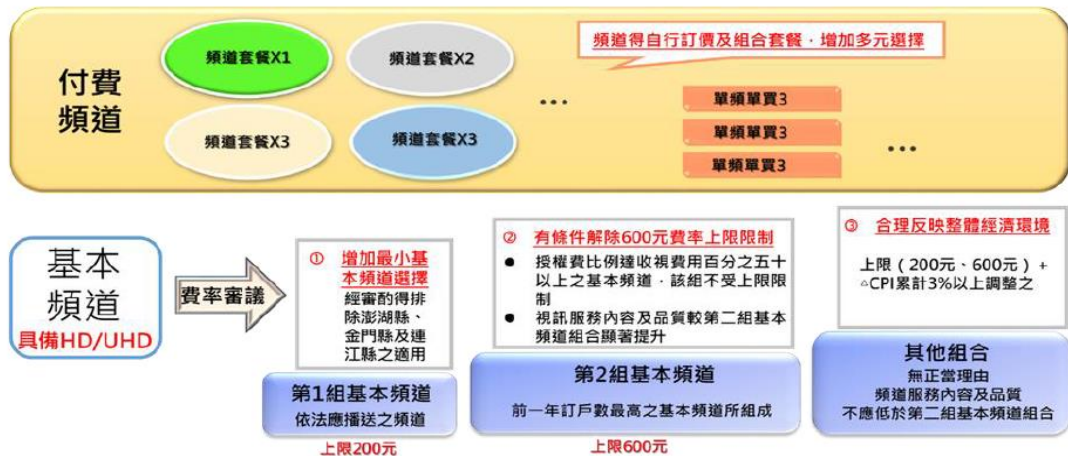 付費
頻道
頻道套餐X1
頻道套餐X2
頻道套餐X3
頻道套餐X3
...
頻道得自行訂價及組合套餐，增加多元選擇
單頻單買3
單頻單買3
單頻單買3
...
基本
頻道
具備HD/UHD
費率審議
① 增加最小基
本頻道選擇
經審酌得排
除澎湖縣、
金門縣及連
江縣之適用
第1組基本頻道
依法應播送之頻道
上限200元
② 有條件解除600元費率上限限制
● 授權費比例達收視費用百分之五十
以上之基本頻道，該組不受上限限
制
● 視訊服務內容及品質較第二組基本
頻道組合顯著提升
第2組基本頻道
前一年訂戶數最高之基本頻道所組成
上限600元
③ 合理反映整體經濟環境
上限（200元、600元）+
△CPI累計3%以上調整之
其他組合
無正當理由
頻道服務內容及品質
不應低於第二組基本頻道組合